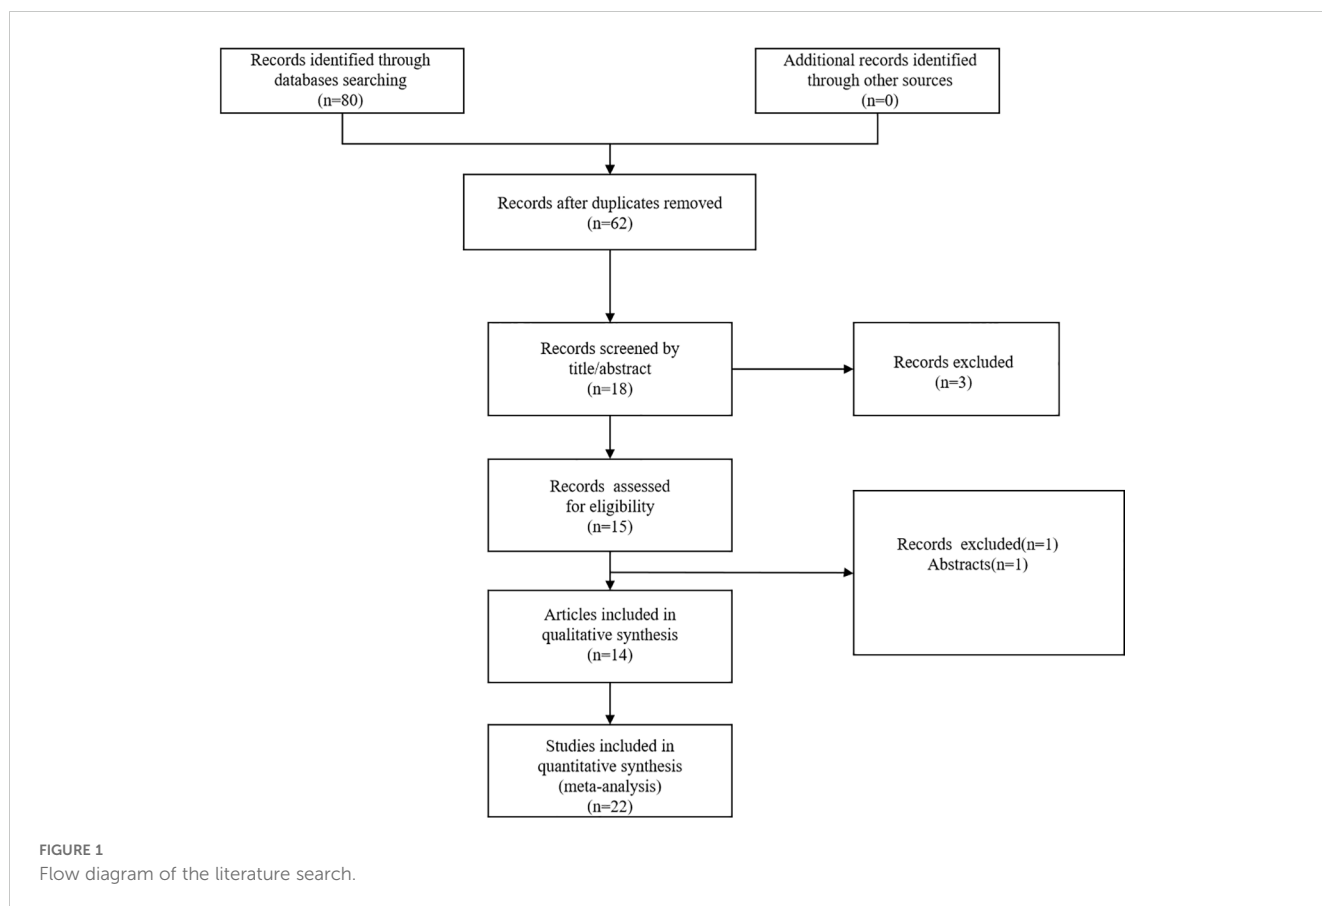 Records identified through
databases searching
(n=80)
Additional records identified
through other sources
(n=0)
Records after duplicates removed
(n=62)
Records screened by
title/abstract
(n=18)
Records excluded
(n=3)
Records assessed
for eligibility
(n=15)
Records excluded(n=1)
Abstracts(n=1)
Articles included in
qualitative synthesis
(n=14)
Studies included in
quantitative synthesis
(meta-analysis)
(n=22)
FIGURE 1
Flow diagram of the literature search.